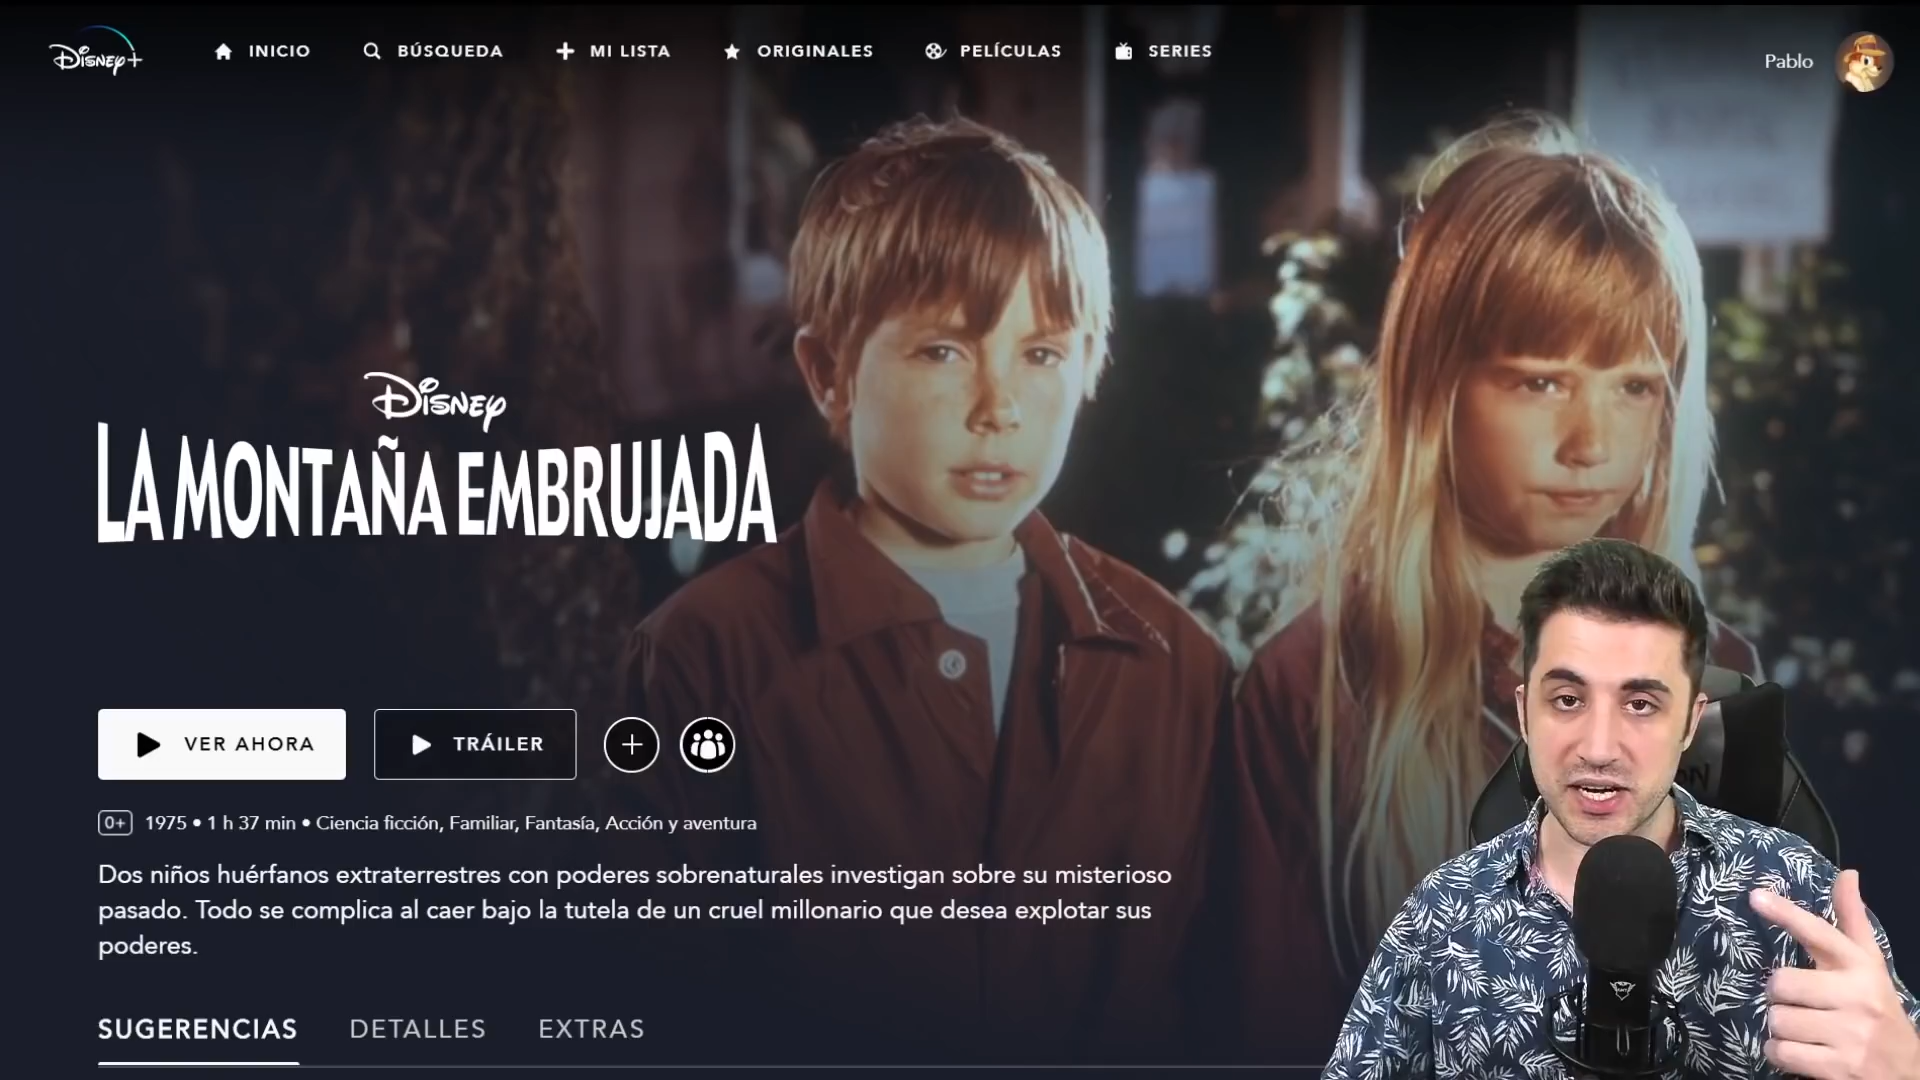 Disney+
INICIO
BÚSQUEDA
MI LISTA
ORIGINALES
PELÍCULAS
SERIES
Pablo
Disney
LA MONTAÑA EMBRUJADA
VER AHORA
TRÁILER
0+ 1975 • 1 h 37 min • Ciencia ficción, Familiar, Fantasía, Acción y aventura
Dos niños huérfanos extraterrestres con poderes sobrenaturales investigan sobre su misterioso
pasado. Todo se complica al caer bajo la tutela de un cruel millonario que desea explotar sus
poderes.
SUGERENCIAS
DETALLES
EXTRAS